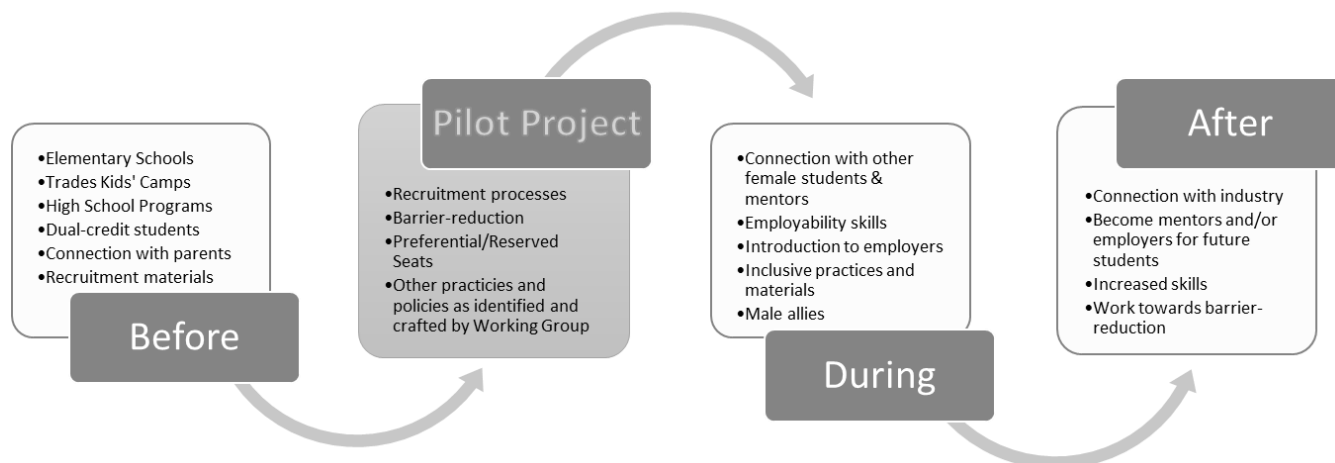 •Elementary Schools
•Trades Kids' Camps
•High School Programs
•Dual-credit students
•Connection with parents
•Recruitment materials
Before
Pilot Project
•Recruitment processes
•Barrier-reduction
•Preferential/Reserved
Seats
•Other practicies and
policies as identified and
crafted by Working Group
•Connection with other
female students &
mentors
•Employability skills
•Introduction to employers
•Inclusive practices and
materials
•Male allies
During
After
•Connection with industry
•Become mentors and/or
employers for future
students
•Increased skills
•Work towards barrier-
reduction